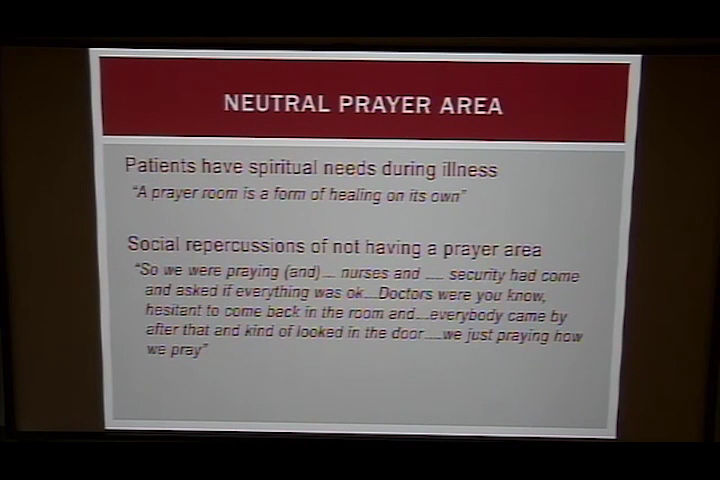 NEUTRAL PRAYER AREA
Patients have spiritual needs during illness
"A prayer room is a form of healing on its own"
Social repercussions of not having a prayer area
"So we were praying (and)... nurses and .... security had come
and asked if everything was ok...Doctors were you know,
hesitant to come back in the room and...everybody came by
after that and kind of looked in the door.....we just praying how
we pray"